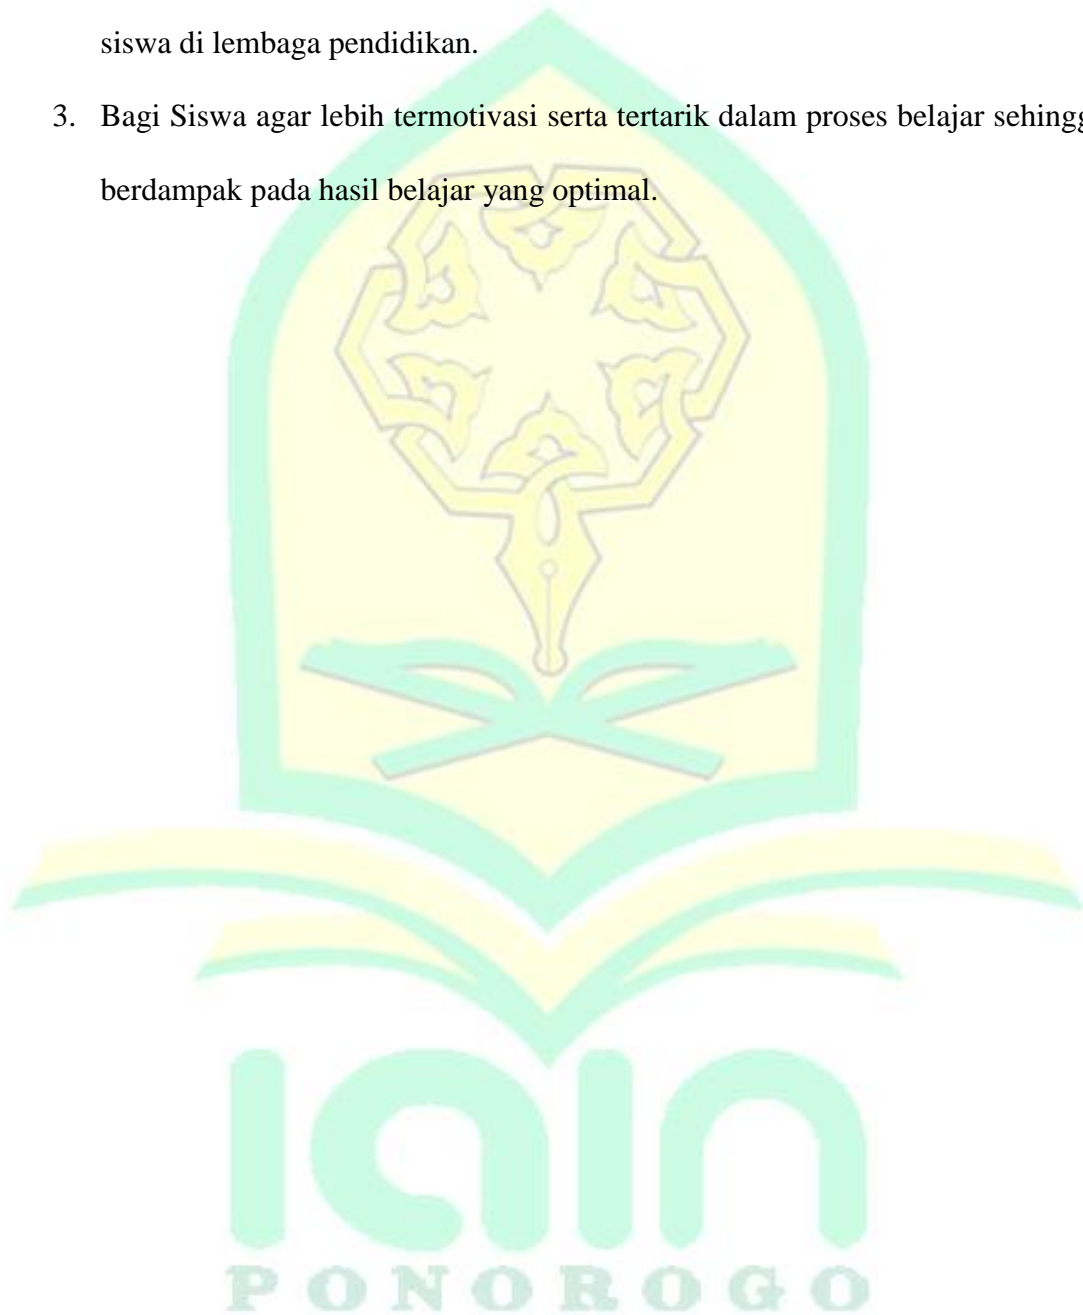 siswa di lembaga pendidikan.
3. Bagi Siswa agar lebih termotivasi serta tertarik dalam proses belajar sehingg
berdampak pada hasil belajar yang optimal.
iain
PONOROGO